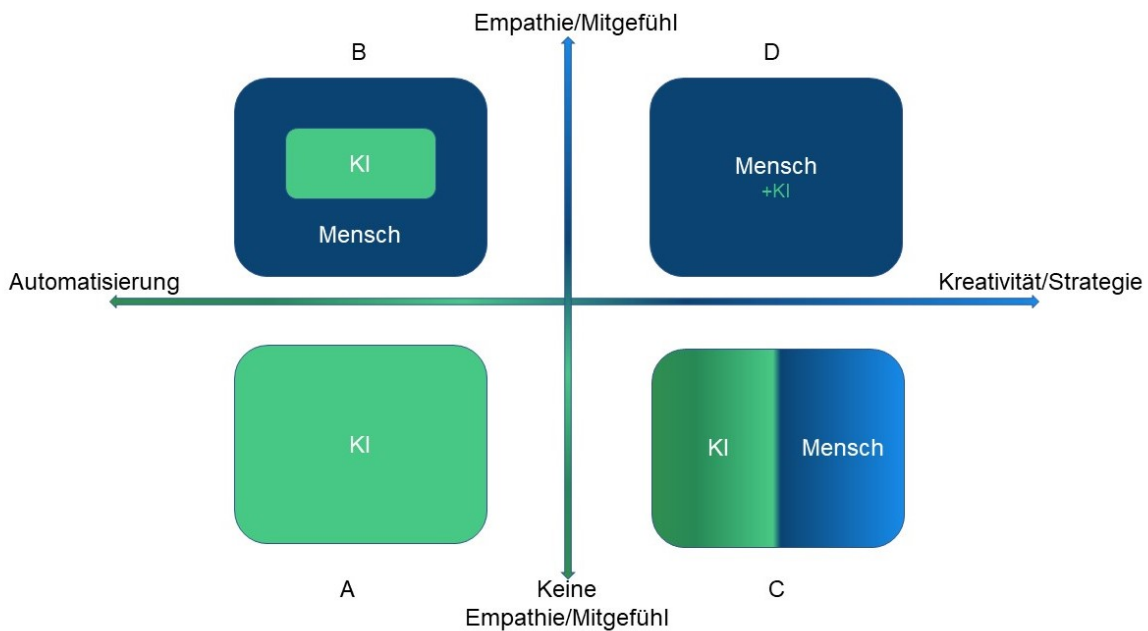 Empathie/Mitgefühl
B
D
KI
Mensch
Mensch
+KI
Automatisierung
Kreativität/Strategie
KI
KI
Mensch
A
Keine
Empathie/Mitgefühl
C